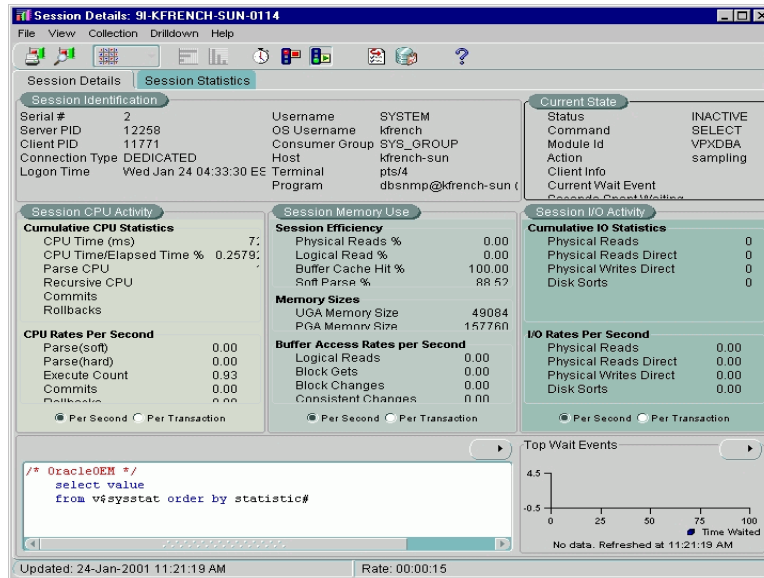 Session Details: 9I-KFRENCH-SUN-0114
File View Collection Drilldown Help
Session Details Session Statistics
Session Identification
Serial # 2
Server PID 12258
Client PID 11771
Connection Type DEDICATED
Logon Time Wed Jan 24 04:33:30 ES
Username SYSTEM
OS Username kfrench
Consumer Group SYS_GROUP
Host kfrench-sun
Terminal pts/4
Program dbsnmp@kfrench-sun (
Current State
Status INACTIVE
Command SELECT
Module Id VPXDBA
Action sampling
Client Info
Current Wait Event
Seconds Spent Waiting
Session CPU Activity
Cumulative CPU Statistics
CPU Time (ms)
CPU Time/Elapsed Time % 0.2579
Parse CPU
Recursive CPU
Commits
Rollbacks
CPU Rates Per Second
Parse(soft) 0.00
Parse(hard) 0.00
Execute Count 0.93
Commits 0.00
Rollbacks 0.00
Per Second Per Transaction
Session Memory Use
Session Efficiency
Physical Reads % 0.00
Logical Read % 0.00
Buffer Cache Hit % 100.00
Soft Parse % 88.52
Memory Sizes
UGA Memory Size 49084
PGA Memory Size 157760
Buffer Access Rates per Second
Logical Reads 0.00
Block Gets 0.00
Block Changes 0.00
Consistent Changes 0.00
Per Second Per Transaction
Session I/O Activity
Cumulative IO Statistics
Physical Reads 0
Physical Reads Direct 0
Physical Writes Direct 0
Disk Sorts 0
I/O Rates Per Second
Physical Reads 0.00
Physical Reads Direct 0.00
Physical Writes Direct 0.00
Disk Sorts 0.00
Per Second Per Transaction
/* OracleOEM */
select value
from v$sysstat order by statistic#
Top Wait Events
4.5
-0.5
0 25 50 75 100
Time Waited
No data. Refreshed at 11:21:19 AM
Updated: 24-Jan-2001 11:21:19 AM Rate: 00:00:15